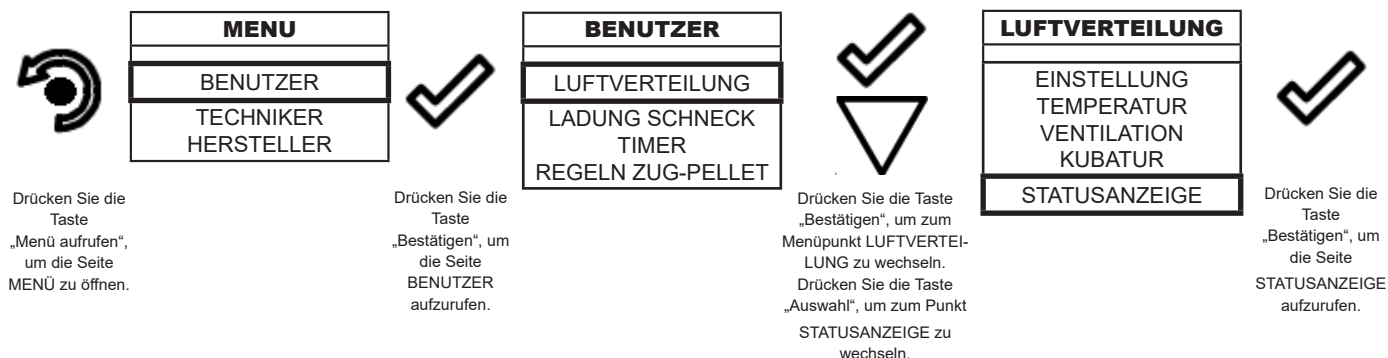 MENU
BENUTZER
TECHNIKER
HERSTELLER
Drücken Sie die
Taste
„Menü aufrufen“,
um die Seite
MENÜ zu öffnen.
Drücken Sie die
Taste
„Bestätigen“, um
die Seite
BENUTZER
aufzurufen.
BENUTZER
LUFTVERTEILUNG
LADUNG SCHNECK
TIMER
REGELN ZUG-PELLET
Drücken Sie die Taste
„Bestätigen“, um zum
Menüpunkt LUFTVERTEI-
LUNG zu wechseln.
Drücken Sie die Taste
„Auswahl“, um zum Punkt
STATUSANZEIGE zu
wechseln.
LUFTVERTEILUNG
EINSTELLUNG
TEMPERATUR
VENTILATION
KUBATUR
STATUSANZEIGE
Drücken Sie die
Taste
„Bestätigen“, um
die Seite
STATUSANZEIGE
aufzurufen.